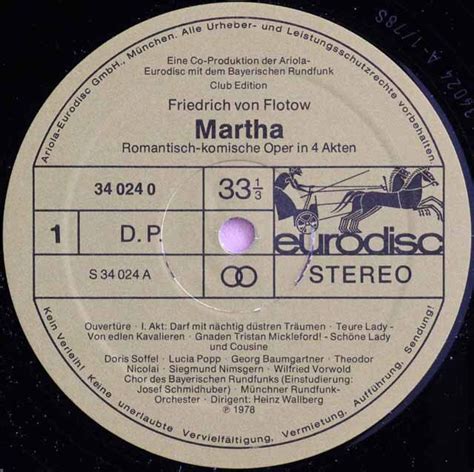 Ariola-Eurodisc GmbH., München. Alle Urheber- und Leistungsschutzrechte vorbehalten.
Eine Co-Produktion der Ariola-
Eurodisc mit dem Bayerischen Rundfunk
Club Edition
Friedrich von Flotow
Martha
Romantisch-komische Oper in 4 Akten
34 024 0
33 1/3
1
D.P.
eurodisc
S 34 024 A
STEREO
Ouvertüre · I. Akt: Darf mit nächtig düstren Träumen · Teure Lady -
Von edlen Kavalieren · Gnaden Tristan Mickleford! - Schöne Lady
und Cousine
Doris Soffel · Lucia Popp · Georg Baumgartner · Theodor
Nicolai · Siegmund Nimsgern · Wilfried Vorwold
Chor des Bayerischen Rundfunks (Einstudierung:
Josef Schmidhuber) · Münchner Rundfunk-
Orchester · Dirigent: Heinz Wallberg
℗ 1978
Kein Verleih! Keine unerlaubte Vervielfältigung, Vermietung, Aufführung, Sendung!